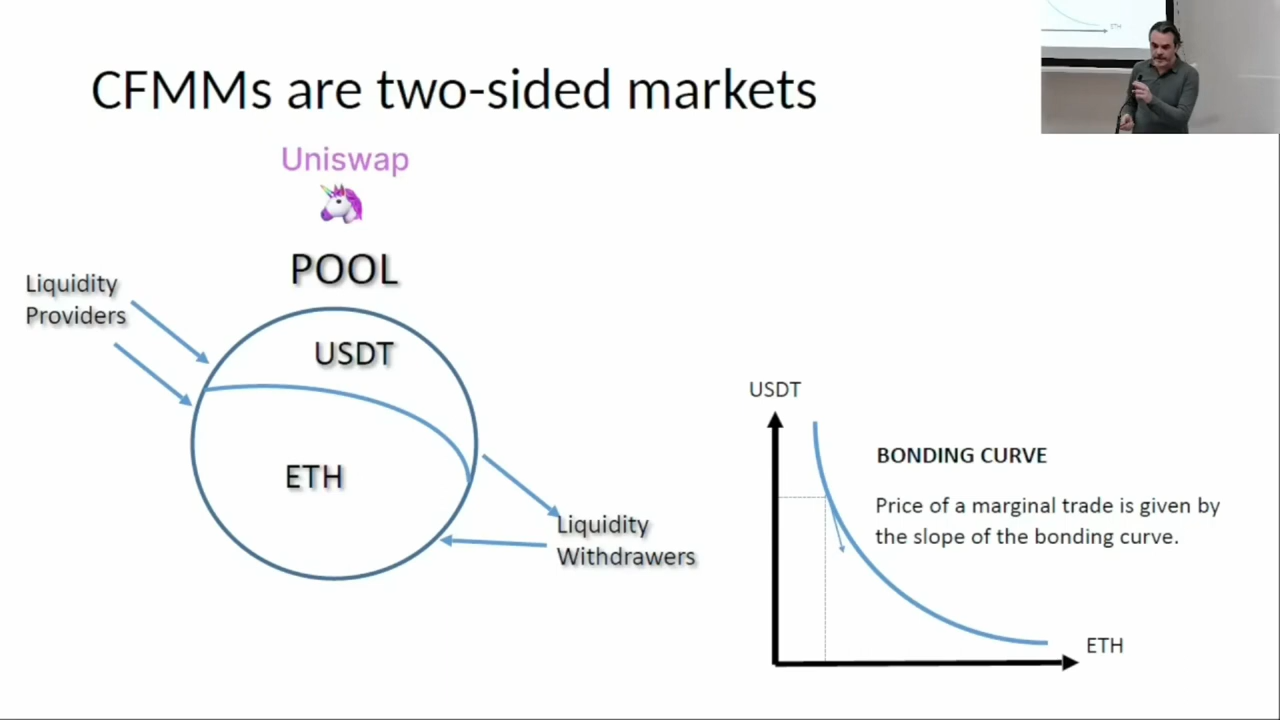 CFMMs are two-sided markets
Uniswap
POOL
Liquidity
Providers
USDT
ETH
Liquidity
Withdrawers
USDT
BONDING CURVE
Price of a marginal trade is given by
the slope of the bonding curve.
ETH
ETH